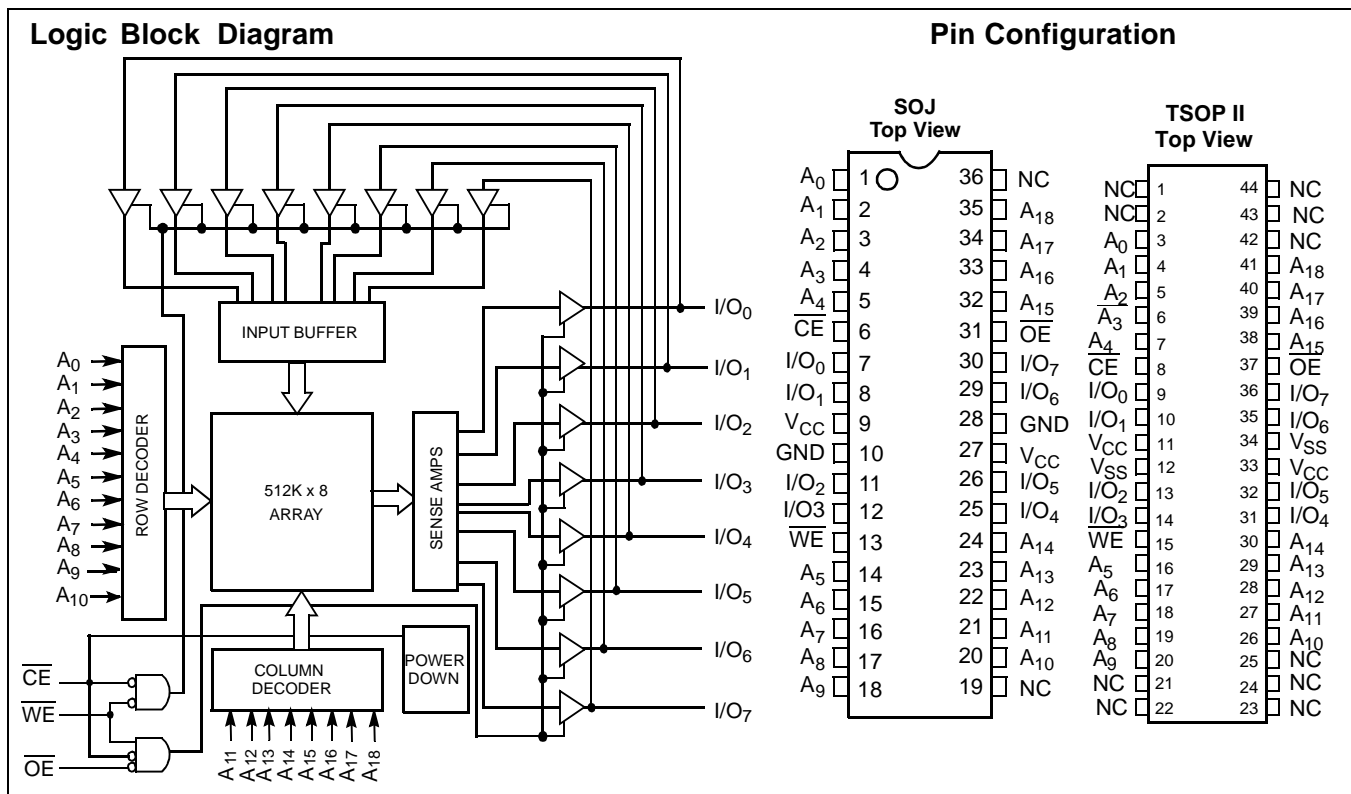 Logic Block Diagram
Pin Configuration
INPUT BUFFER
A0
A1
A2
A3
A4
A5
A6
A7
A8
A9
A10
ROW DECODER
512K x 8
ARRAY
SENSE AMPS
COLUMN
DECODER
POWER
DOWN
C̅E̅
W̅E̅
O̅E̅
A11
A12
A13
A14
A15
A16
A17
A18
I/O0
I/O1
I/O2
I/O3
I/O4
I/O5
I/O6
I/O7
SOJ
Top View
A0 1 36 NC
A1 2 35 A18
A2 3 34 A17
A3 4 33 A16
A4 5 32 A15
C̅E̅ 6 31 O̅E̅
I/O0 7 30 I/O7
I/O1 8 29 I/O6
VCC 9 28 GND
GND 10 27 VCC
I/O2 11 26 I/O5
I/O3 12 25 I/O4
W̅E̅ 13 24 A14
A5 14 23 A13
A6 15 22 A12
A7 16 21 A11
A8 17 20 A10
A9 18 19 NC
TSOP II
Top View
NC 1 44 NC
NC 2 43 NC
A0 3 42 NC
A1 4 41 A18
A2 5 40 A17
A3 6 39 A16
A4 7 38 A15
C̅E̅ 8 37 O̅E̅
I/O0 9 36 I/O7
I/O1 10 35 I/O6
VCC 11 34 VSS
VSS 12 33 VCC
I/O2 13 32 I/O5
I/O3 14 31 I/O4
W̅E̅ 15 30 A14
A5 16 29 A13
A6 17 28 A12
A7 18 27 A11
A8 19 26 A10
A9 20 25 NC
NC 21 24 NC
NC 22 23 NC